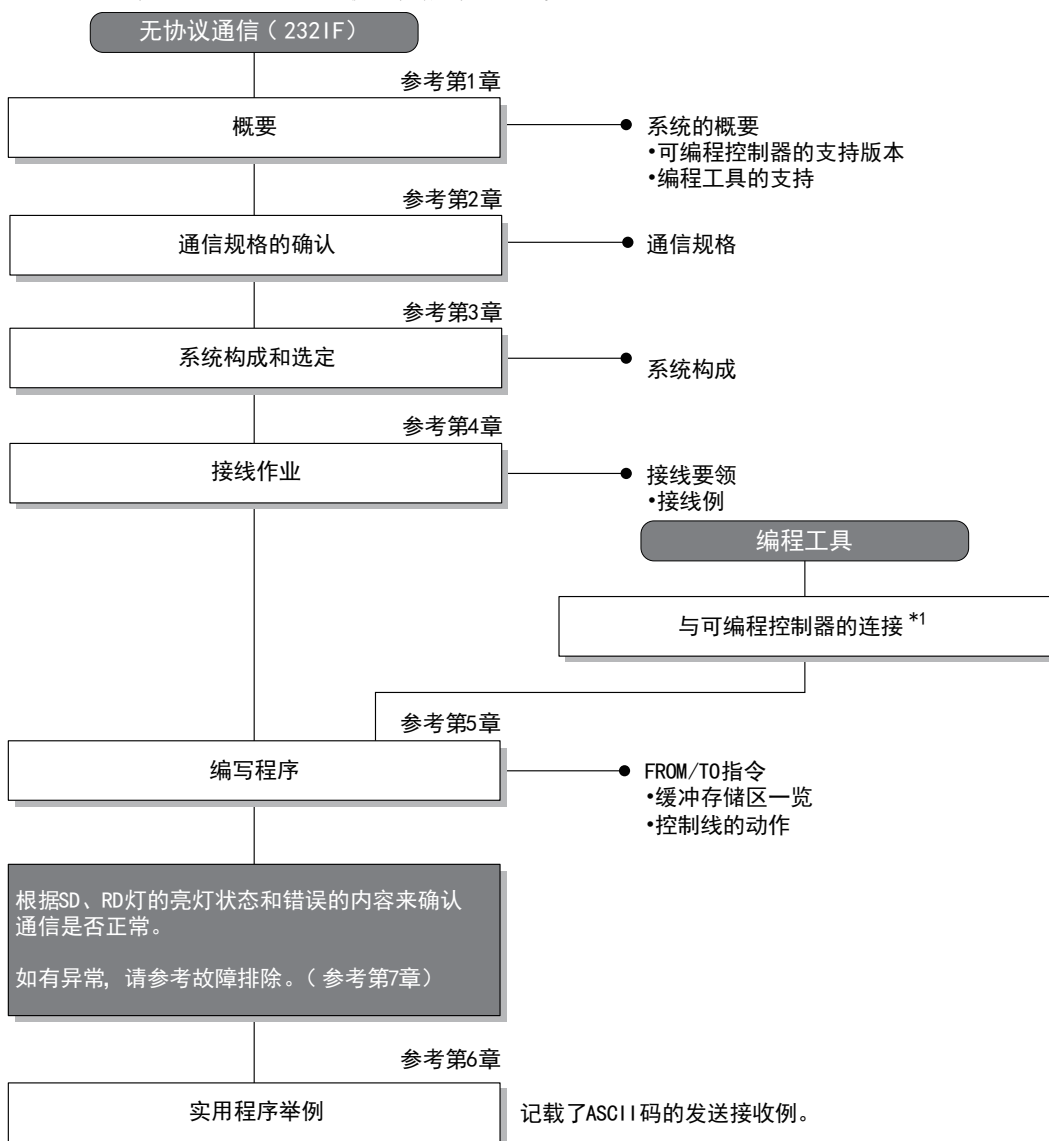 无协议通信（232IF）
参考第1章
概要
系统的概要
•可编程控制器的支持版本
•编程工具的支持
参考第2章
通信规格的确认
通信规格
参考第3章
系统构成和选定
系统构成
参考第4章
接线作业
接线要领
•接线例
编程工具
与可编程控制器的连接 *1
参考第5章
编写程序
FROM/TO指令
•缓冲存储区一览
•控制线的动作
根据SD、RD灯的亮灯状态和错误的内容来确认
通信是否正常。
如有异常，请参考故障排除。（参考第7章）
参考第6章
实用程序举例
记载了ASCII码的发送接收例。